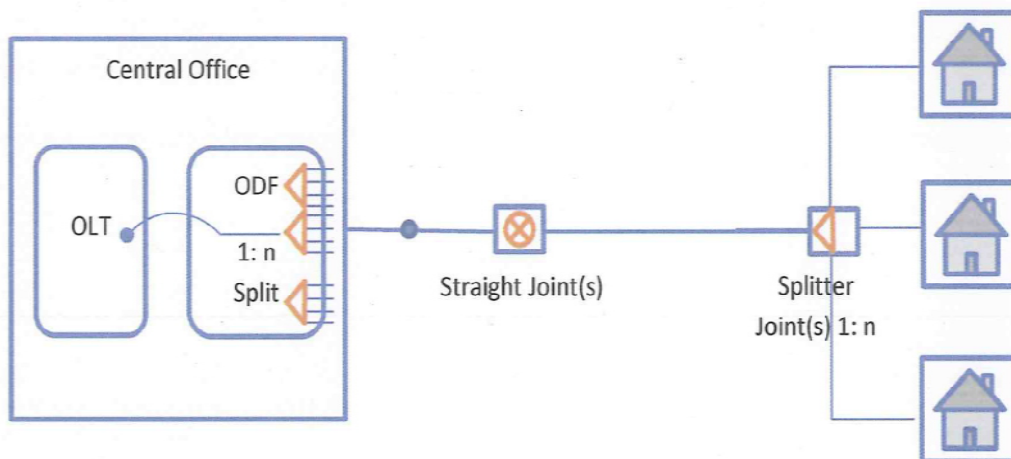 Central Office
ODF
OLT
1: n
Split
Straight Joint(s)
Splitter
Joint(s) 1: n